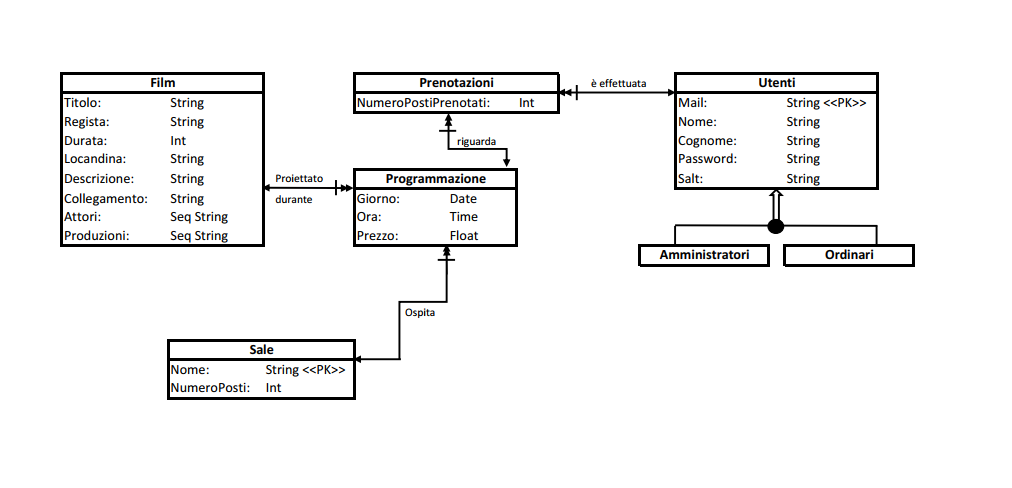 Film
Titolo: String
Regista: String
Durata: Int
Locandina: String
Descrizione: String
Collegamento: String
Attori: Seq String
Produzioni: Seq String
Proiettato
durante
Prenotazioni
NumeroPostiPrenotati: Int
è effettuata
riguarda
Programmazione
Giorno: Date
Ora: Time
Prezzo: Float
Utenti
Mail: String <<PK>>
Nome: String
Cognome: String
Password: String
Salt: String
Amministratori
Ordinari
Ospita
Sale
Nome: String <<PK>>
NumeroPosti: Int